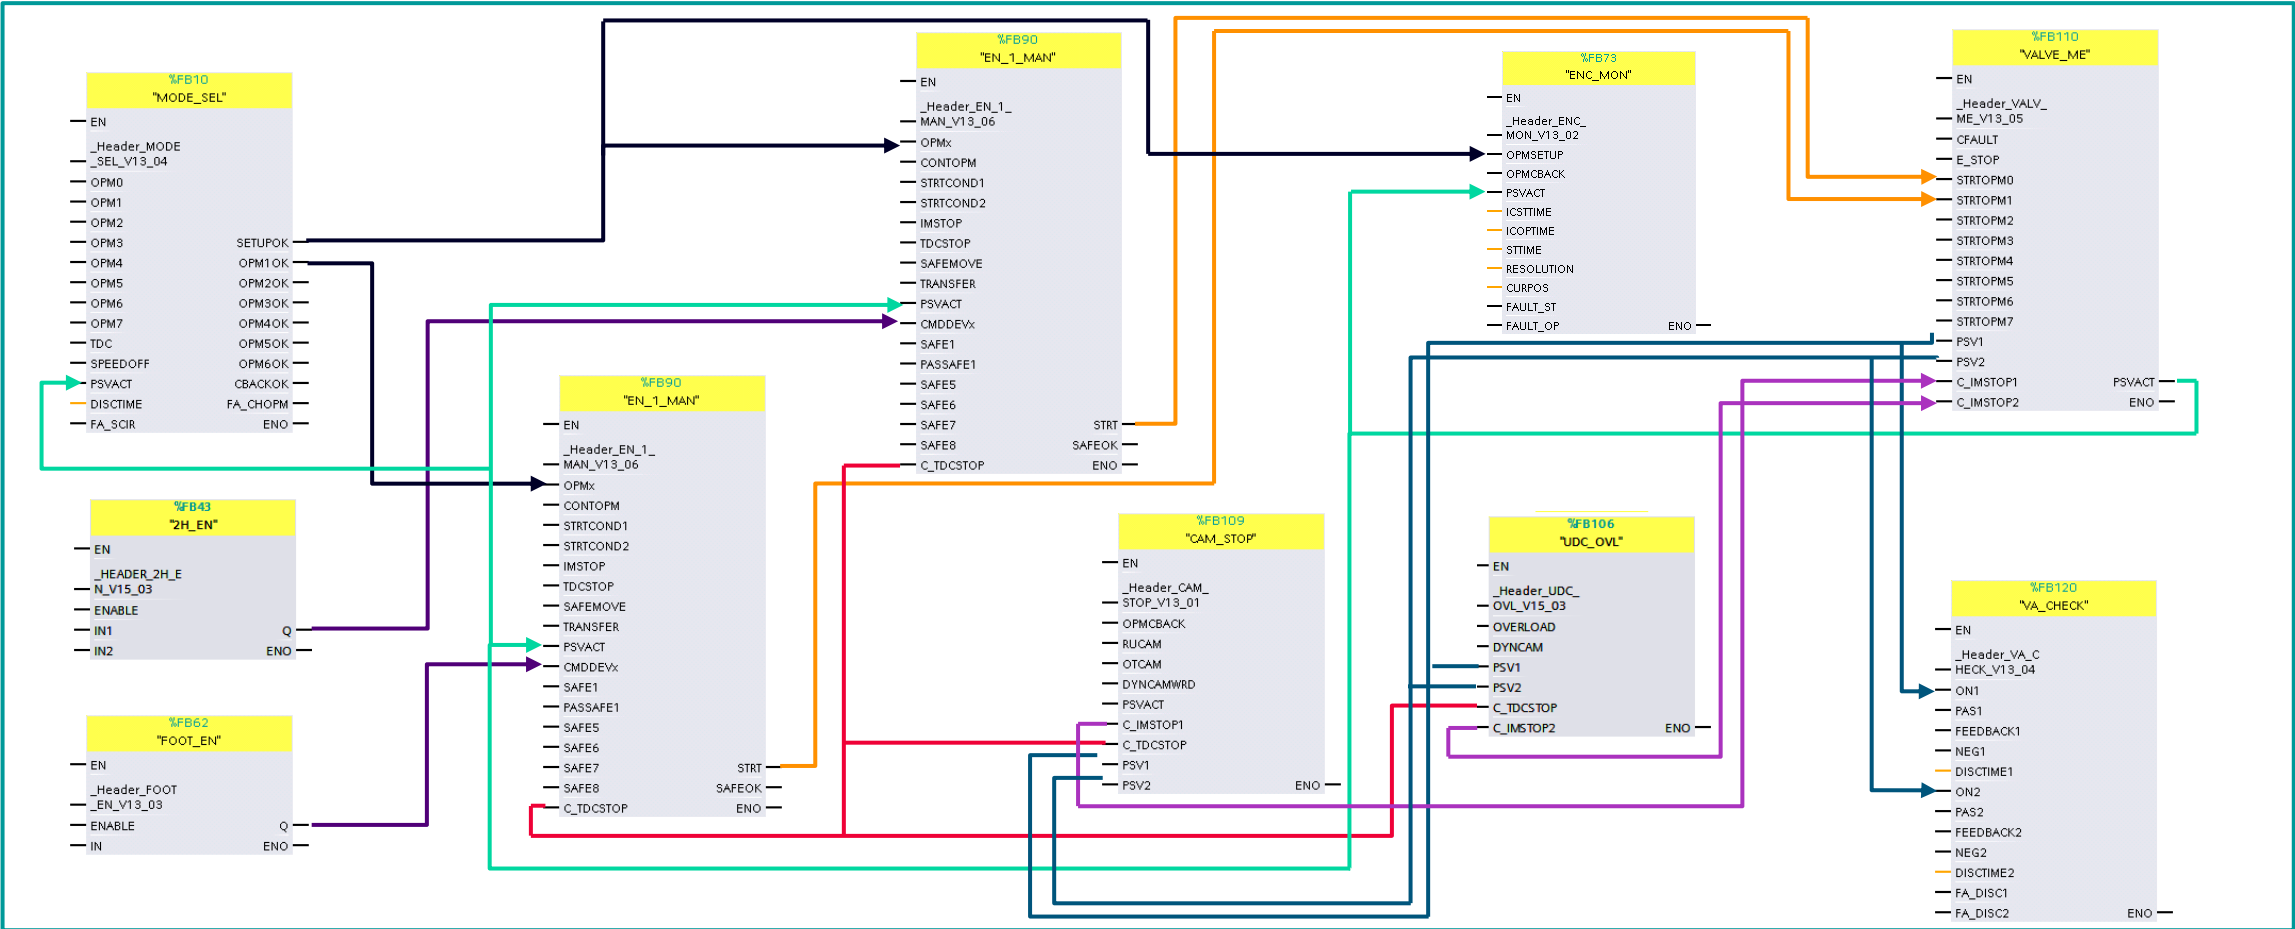 %FB10
"MODE_SEL"
EN
_Header_MODE
_SEL_V13_04
OPM0
OPM1
OPM2
OPM3 SETUPOK
OPM4 OPM1OK
OPM5 OPM2OK
OPM6 OPM3OK
OPM7 OPM4OK
TDC OPM5OK
SPEEDOFF OPM6OK
PSVACT CBACKOK
DISCTIME FA_CHOPM
FA_SCIR ENO
%FB43
"2H_EN"
EN
_HEADER_2H_E
N_V15_03
ENABLE
IN1 Q
IN2 ENO
%FB62
"FOOT_EN"
EN
_Header_FOOT
_EN_V13_03
ENABLE Q
IN ENO
%FB90
"EN_1_MAN"
EN
_Header_EN_1_
MAN_V13_06
OPMx
CONTOPM
STRTCOND1
STRTCOND2
IMSTOP
TDCSTOP
SAFEMOVE
TRANSFER
PSVACT
CMDDEVx
SAFE1
PASSAFE1
SAFE5
SAFE6
SAFE7 STRT
SAFE8 SAFEOK
C_TDCSTOP ENO
%FB90
"EN_1_MAN"
EN
_Header_EN_1_
MAN_V13_06
OPMx
CONTOPM
STRTCOND1
STRTCOND2
IMSTOP
TDCSTOP
SAFEMOVE
TRANSFER
PSVACT
CMDDEVx
SAFE1
PASSAFE1
SAFE5
SAFE6
SAFE7 STRT
SAFE8 SAFEOK
C_TDCSTOP ENO
%FB109
"CAM_STOP"
EN
_Header_CAM_
STOP_V13_01
OPMCBACK
RUCAM
OTCAM
DYNCAMWRD
PSVACT
C_IMSTOP1
C_TDCSTOP
PSV1
PSV2 ENO
%FB73
"ENC_MON"
EN
_Header_ENC_
MON_V13_02
OPMSETUP
OPMCBACK
PSVACT
ICSTTIME
ICOPTIME
STTIME
RESOLUTION
CURPOS
FAULT_ST
FAULT_OP ENO
%FB106
"UDC_OVL"
EN
_Header_UDC_
OVL_V15_03
OVERLOAD
DYNCAM
PSV1
PSV2
C_TDCSTOP
C_IMSTOP2 ENO
%FB110
"VALVE_ME"
EN
_Header_VALV_
ME_V13_05
CFAULT
E_STOP
STRTOPM0
STRTOPM1
STRTOPM2
STRTOPM3
STRTOPM4
STRTOPM5
STRTOPM6
STRTOPM7
PSV1
PSV2
C_IMSTOP1 PSVACT
C_IMSTOP2 ENO
%FB120
"VA_CHECK"
EN
_Header_VA_C
HECK_V13_04
ON1
PAS1
FEEDBACK1
NEG1
DISCTIME1
ON2
PAS2
FEEDBACK2
NEG2
DISCTIME2
FA_DISC1
FA_DISC2 ENO